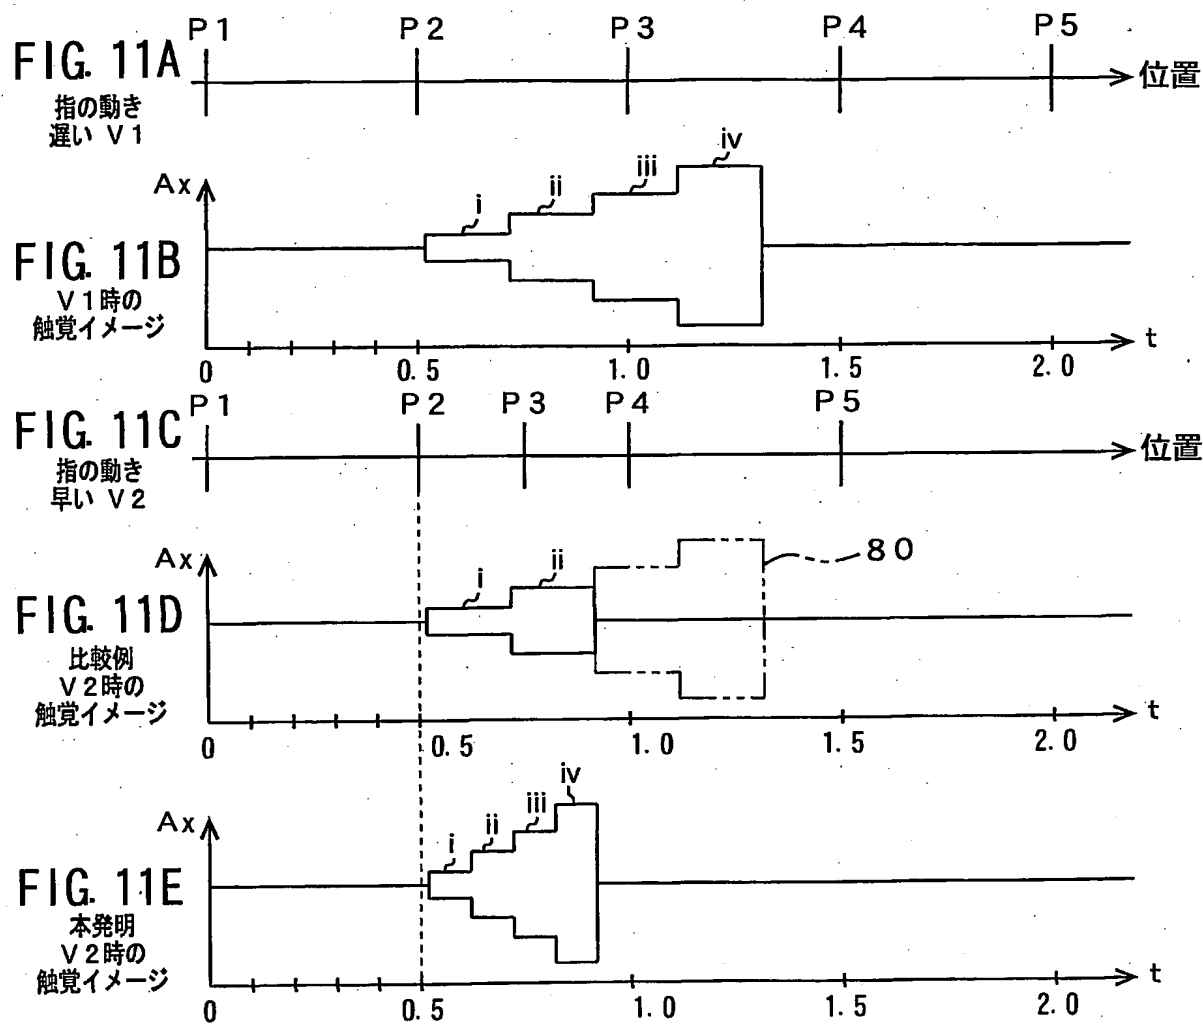 P1 P2 P3 P4 P5
FIG. 11A
位置
指の動き
遅い V1
Ax
i ii iii iv
FIG. 11B
V1時の
触覚イメージ
t
0 0.5 1.0 1.5 2.0
P1 P2 P3 P4 P5
FIG. 11C
位置
指の動き
早い V2
Ax
i ii
80
FIG. 11D
比較例
V2時の
触覚イメージ
t
0 0.5 1.0 1.5 2.0
Ax
i ii iii iv
FIG. 11E
本発明
V2時の
触覚イメージ
t
0 0.5 1.0 1.5 2.0